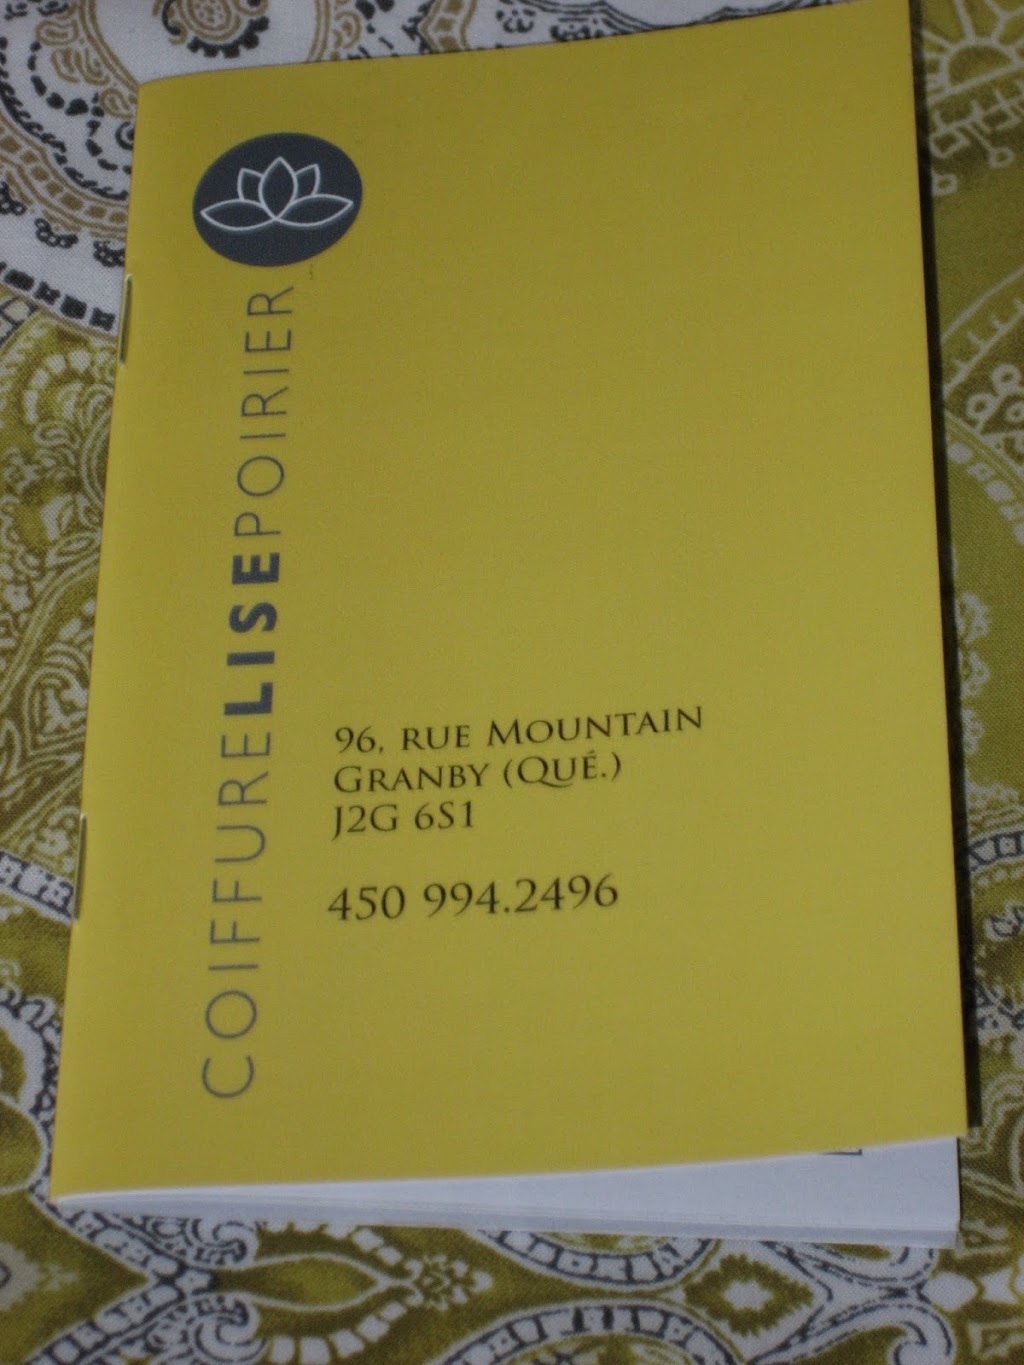 COIFFURELISEPOIRIER
96, RUE MOUNTAIN
GRANBY (QUÉ.)
J2G 6S1
450 994.2496